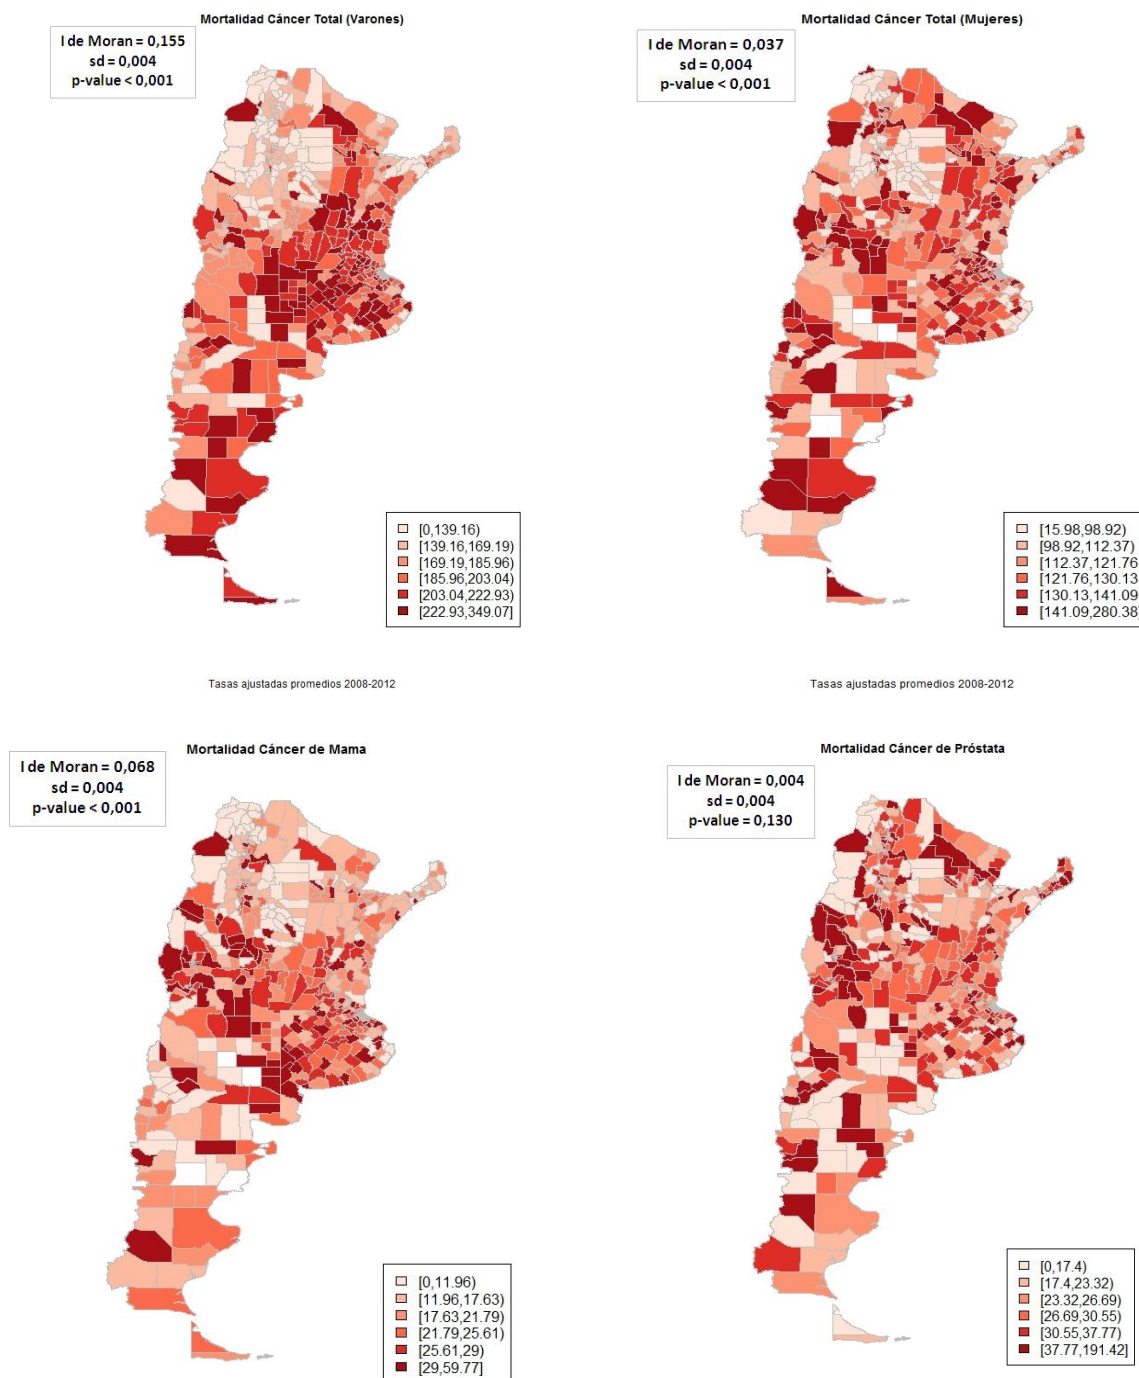 Mortalidad Cáncer Total (Varones)
I de Moran = 0,155
sd = 0,004
p-value < 0,001
[0,139.16)
[139.16,169.19)
[169.19,185.96)
[185.96,203.04)
[203.04,222.93)
[222.93,349.07]
Tasas ajustadas promedios 2008-2012
Mortalidad Cáncer Total (Mujeres)
I de Moran = 0,037
sd = 0,004
p-value < 0,001
[15.98,98.92)
[98.92,112.37)
[112.37,121.76)
[121.76,130.13)
[130.13,141.09)
[141.09,280.38]
Tasas ajustadas promedios 2008-2012
Mortalidad Cáncer de Mama
I de Moran = 0,068
sd = 0,004
p-value < 0,001
[0,11.96)
[11.96,17.63)
[17.63,21.79)
[21.79,25.61)
[25.61,29)
[29,59.77]
Mortalidad Cáncer de Próstata
I de Moran = 0,004
sd = 0,004
p-value = 0,130
[0,17.4)
[17.4,23.32)
[23.32,26.69)
[26.69,30.55)
[30.55,37.77)
[37.77,191.42]